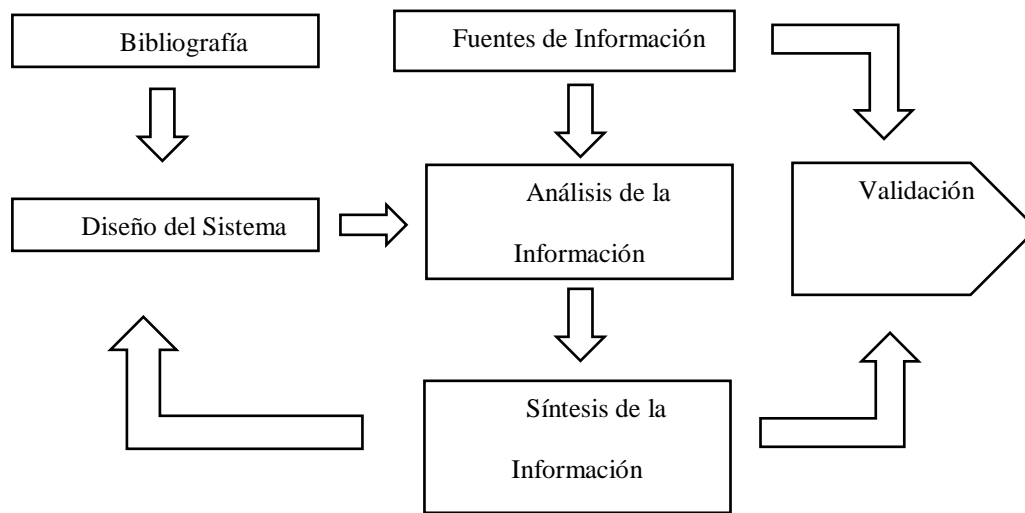 Bibliografía
Fuentes de Información
Diseño del Sistema
Análisis de la
Información
Validación
Síntesis de la
Información